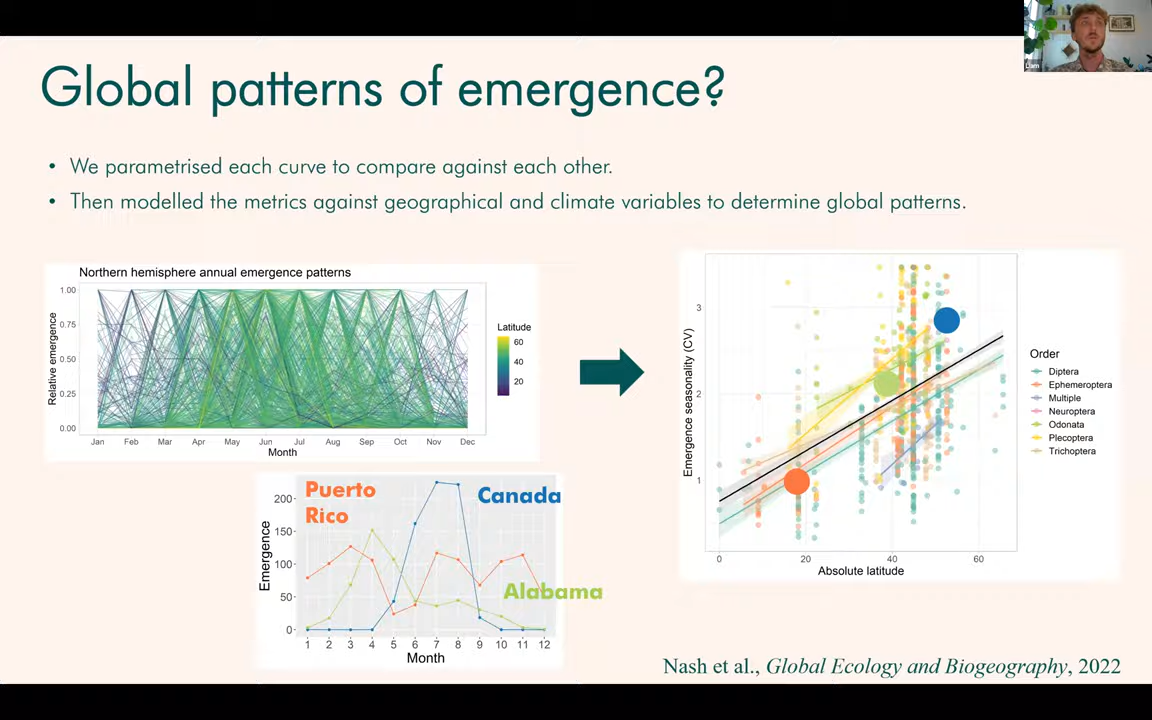 Global patterns of emergence?
Liam
• We parametrised each curve to compare against each other.
• Then modelled the metrics against geographical and climate variables to determine global patterns.
Northern hemisphere annual emergence patterns
Relative emergence
1.00
0.75
0.50
0.25
0.00
Jan Feb Mar Apr May Jun Jul Aug Sep Oct Nov Dec
Month
Latitude
60
40
20
Puerto
Rico
Canada
Alabama
Emergence
200
150
100
50
0
1 2 3 4 5 6 7 8 9 10 11 12
Month
Emergence seasonality (CV)
3
2
1
0 20 40 60
Absolute latitude
Order
Diptera
Ephemeroptera
Multiple
Neuroptera
Odonata
Plecoptera
Trichoptera
Nash et al., Global Ecology and Biogeography, 2022